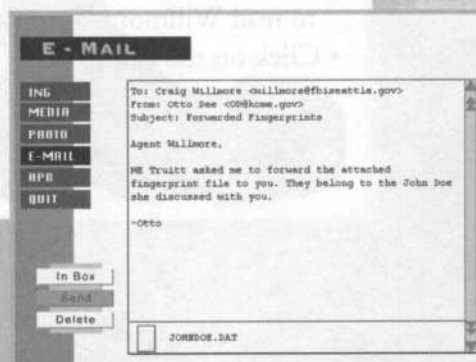 E - MAIL
ING
MEDIA
PHOTO
E-MAIL
APB
QUIT
To: Craig Willmore <willmore@fbiseattle.gov>
From: Otto Dee <OD@kcme.gov>
Subject: Forwarded Fingerprints
Agent Willmore,
ME Truitt asked me to forward the attached
fingerprint file to you. They belong to the John Doe
she discussed with you.
-Otto
In Box
Send
Delete
JOHNDOE.DAT